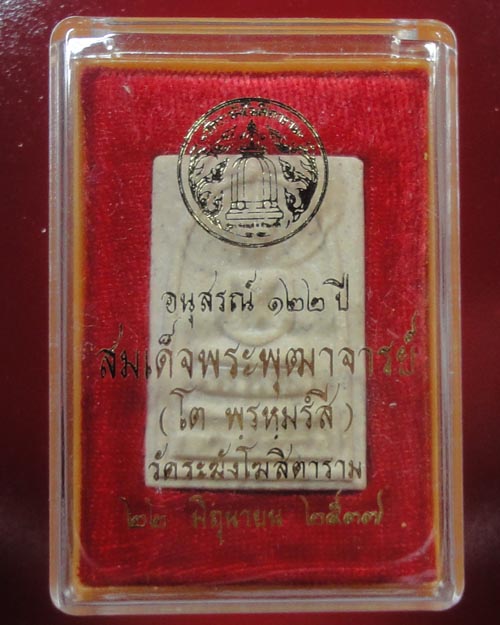 อนุสรณ์ ๑๒๒ ปี
สมเด็จพระพุฒาจารย์
(โต พฺรหฺมรํสี)
วัดระฆังโฆสิตาราม
๒๒ มิถุนายน ๒๕๓๗